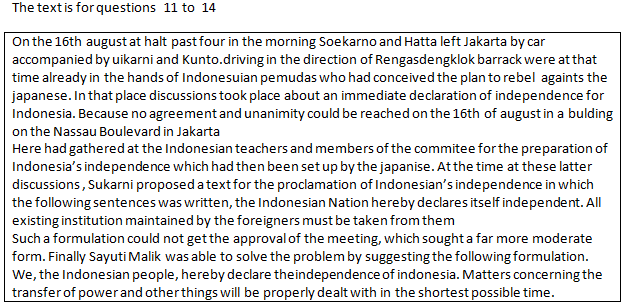 The text is for questions 11 to 14
On the 16th august at halt past four in the morning Soekarno and Hatta left Jakarta by car
accompanied by uikarni and Kunto.driving in the direction of Rengasdengklok barrack were at that
time already in the hands of Indonesuian pemudas who had conceived the plan to rebel againts the
japanese. In that place discussions took place about an immediate declaration of independence for
Indonesia. Because no agreement and unanimity could be reached on the 16th of august in a bulding
on the Nassau Boulevard in Jakarta
Here had gathered at the Indonesian teachers and members of the commitee for the preparation of
Indonesia's independence which had then been set up by the japanise. At the time at these latter
discussions , Sukarni proposed a text for the proclamation of Indonesian's independence in which
the following sentences was written, the Indonesian Nation hereby declares itself independent. All
existing institution maintained by the foreigners must be taken from them
Such a formulation could not get the approval of the meeting, which sought a far more moderate
form. Finally Sayuti Malik was able to solve the problem by suggesting the following formulation.
We, the Indonesian people, hereby declare theindependence of indonesia. Matters concerning the
transfer of power and other things will be properly dealt with in the shortest possible time.